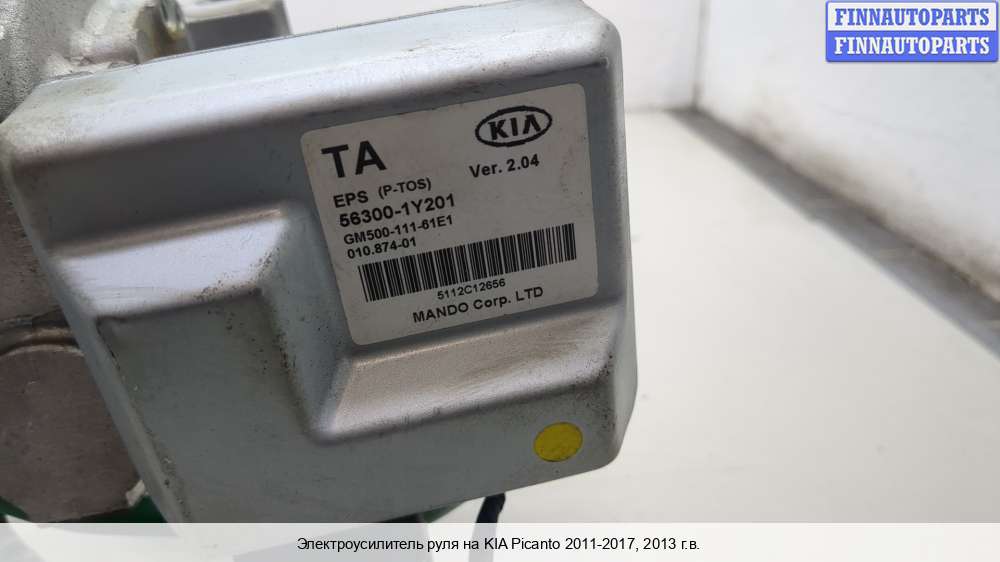 FINNAUTOPARTS
FINNAUTOPARTS
KIA
TA
Ver. 2.04
EPS (P-TOS)
56300-1Y201
GM500-111-61E1
010.874-01
5112C12656
MANDO Corp. LTD
Электроусилитель руля на KIA Picanto 2011-2017, 2013 г.в.